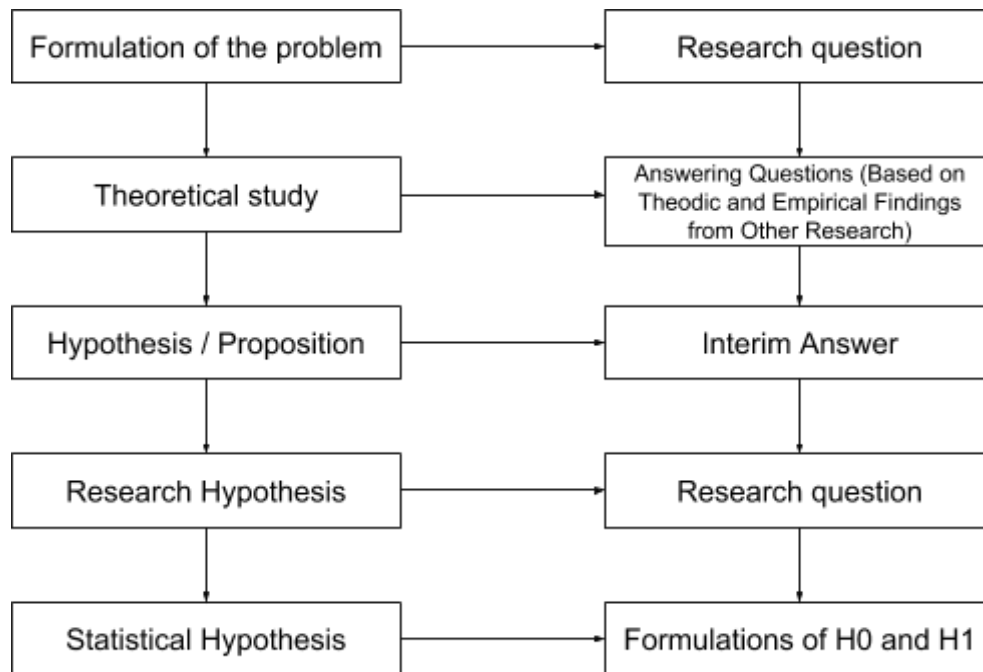 Formulation of the problem
Research question
Theoretical study
Answering Questions (Based on
Theodic and Empirical Findings
from Other Research)
Hypothesis / Proposition
Interim Answer
Research Hypothesis
Research question
Statistical Hypothesis
Formulations of H0 and H1